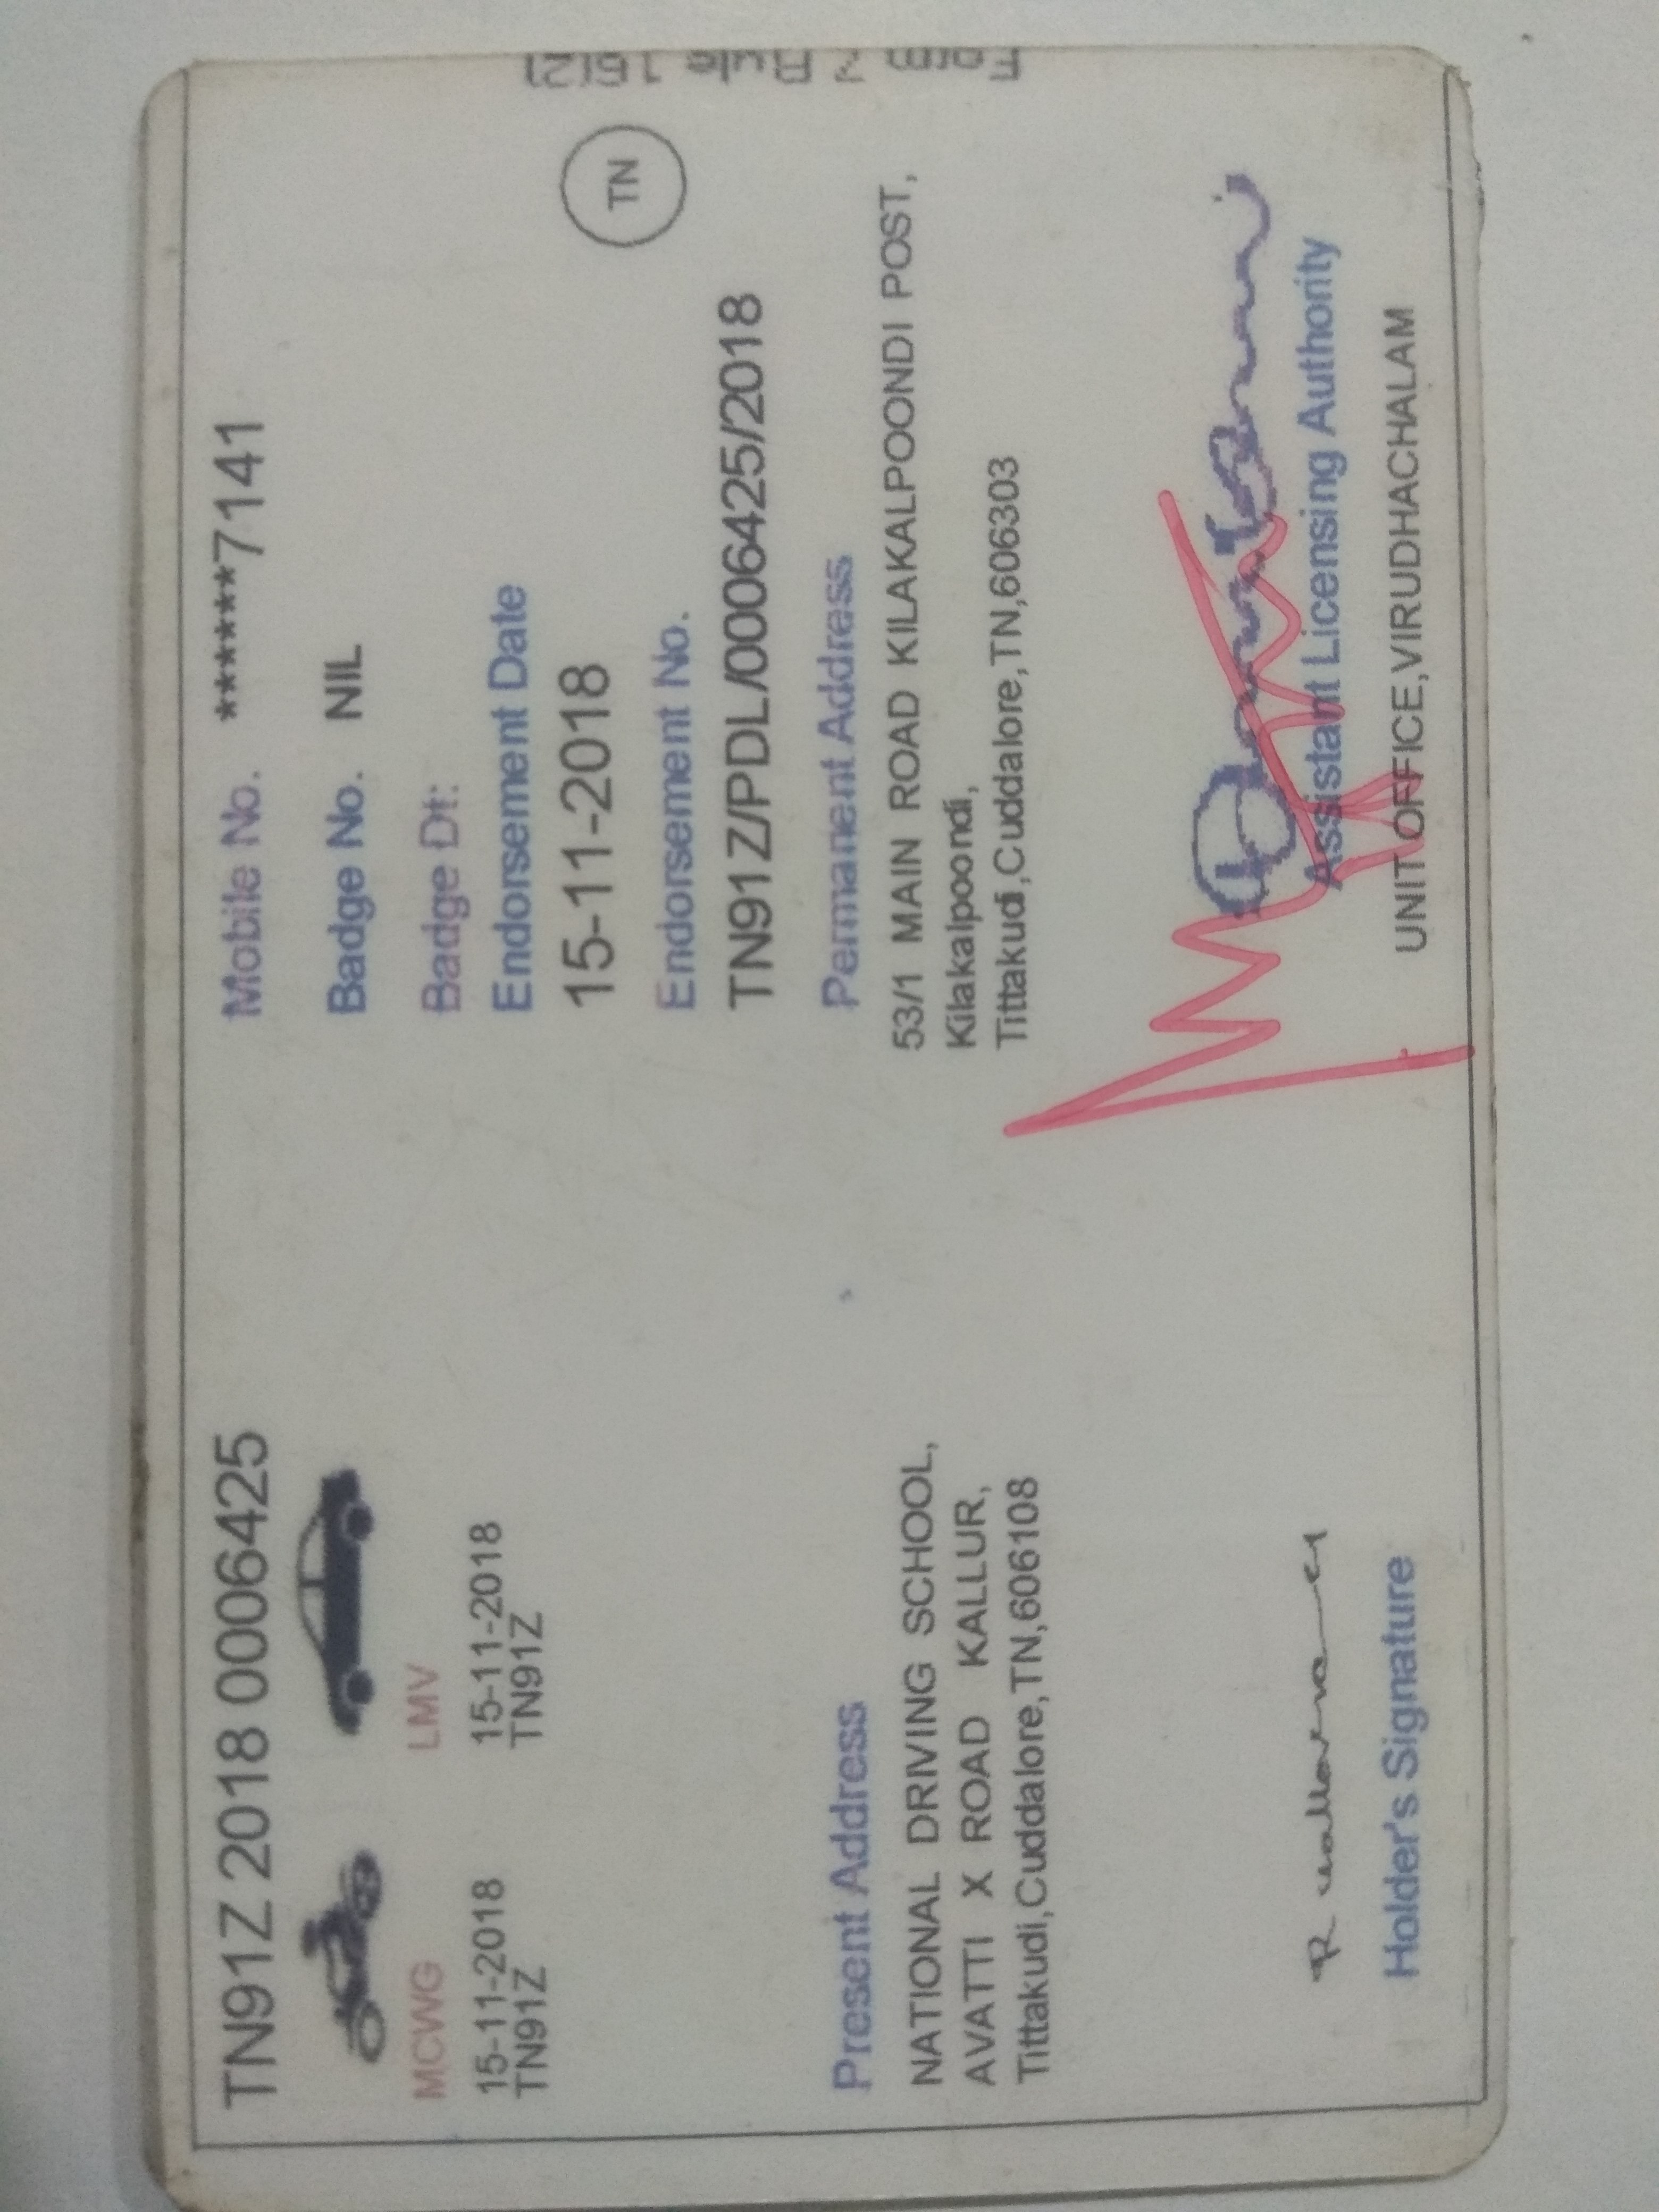 Form 7 Rule 16(2)
TN91Z 2018 0006425
MCWG
15-11-2018
TN91Z
LMV
15-11-2018
TN91Z
Mobile No. ******7141
Badge No. NIL
Badge Dt:
Endorsement Date
15-11-2018
TN
Endorsement No.
TN91Z/PDL/0006425/2018
Present Address
NATIONAL DRIVING SCHOOL,
AVATTI X ROAD KALLUR,
Tittakudi,Cuddalore,TN,606108
Permanent Address
53/1 MAIN ROAD KILAKALPOONDI POST,
Kilakalpoondi,
Tittakudi,Cuddalore,TN,606303
Holder's Signature
Assistant Licensing Authority
UNIT OFFICE,VIRUDHACHALAM